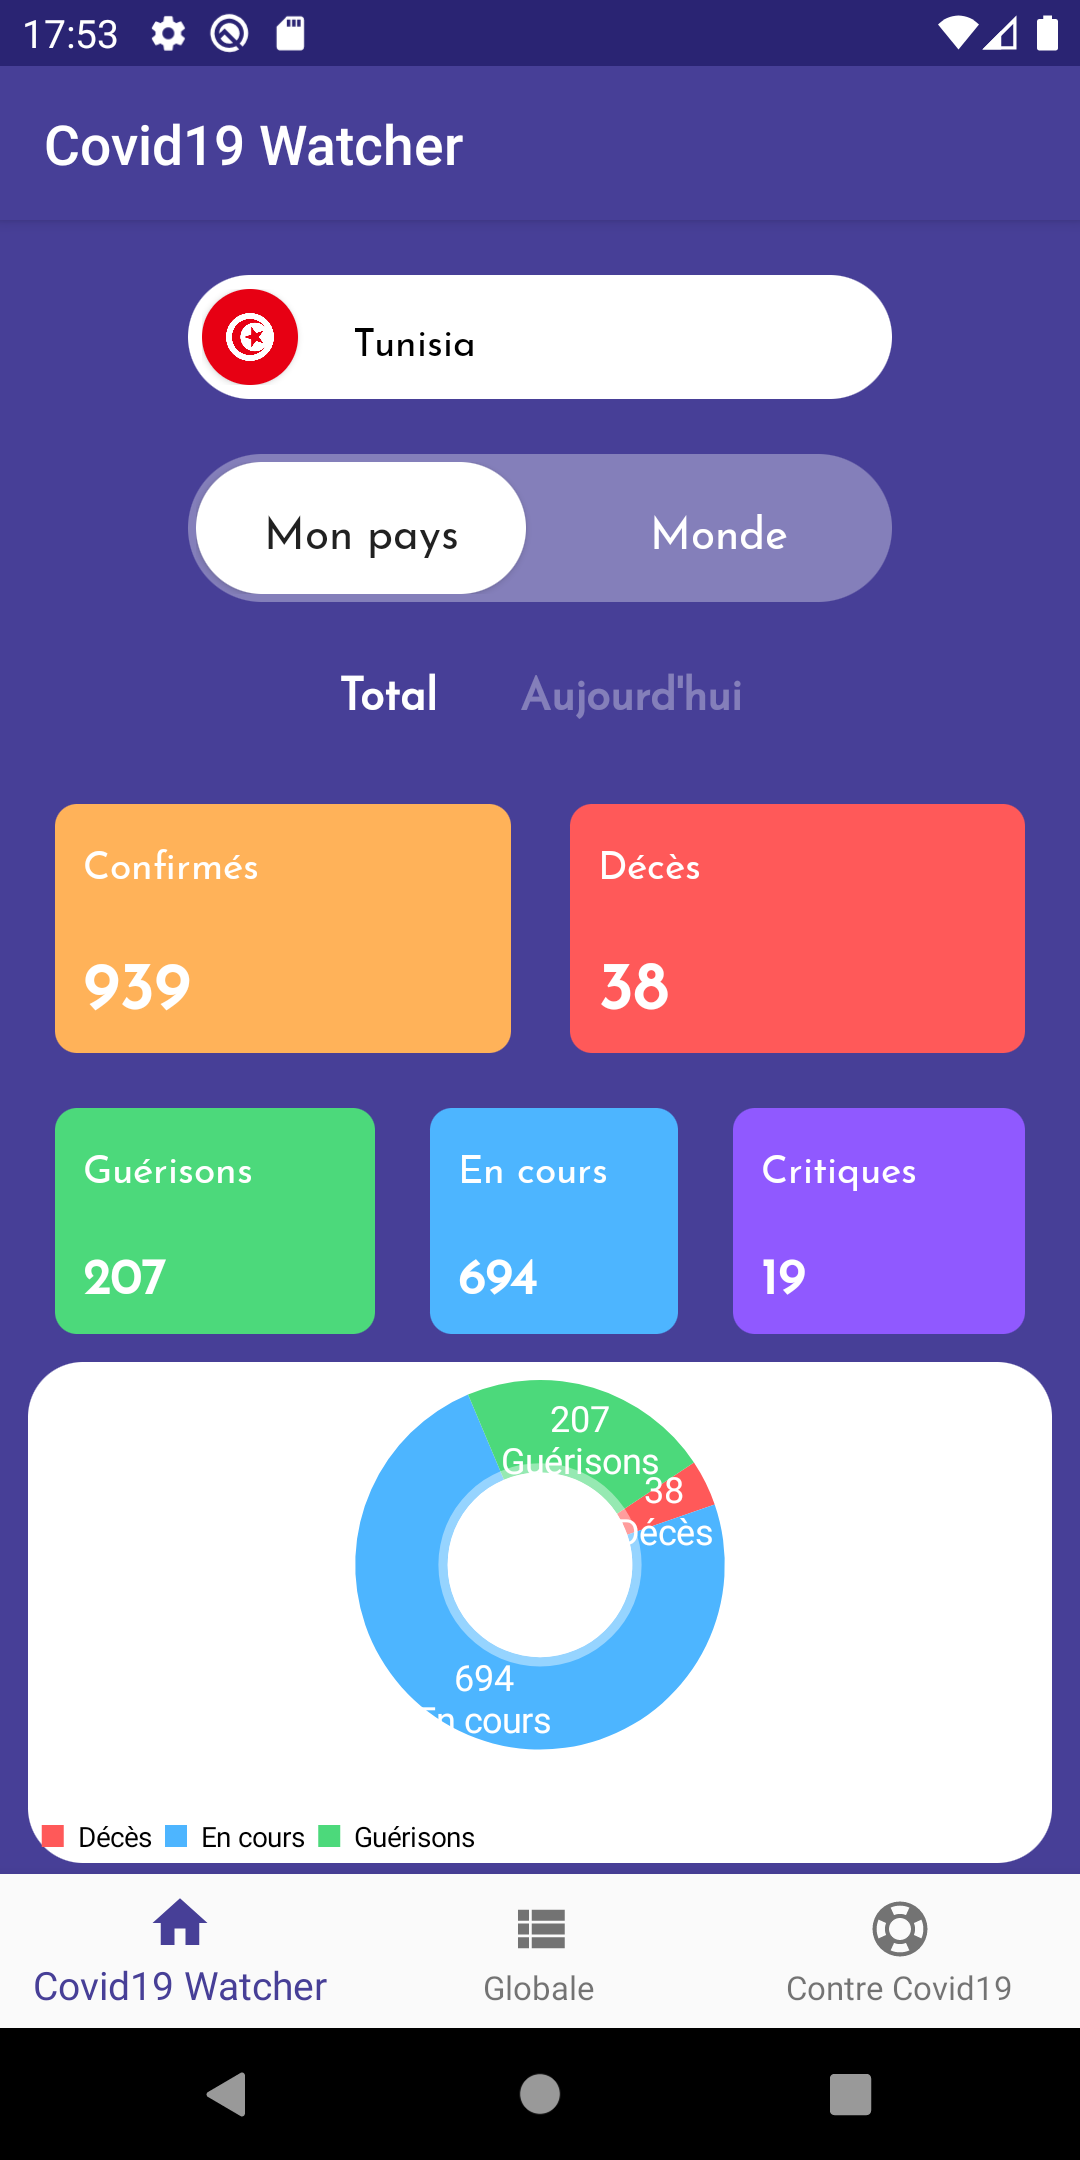 17:53
Covid19 Watcher
Tunisia
Mon pays Monde
Total Aujourd'hui
Confirmés Décès
939 38
Guérisons En cours Critiques
207 694 19
207
Guérisons
38
Décès
694
En cours
Décès En cours Guérisons
Covid19 Watcher Globale Contre Covid19